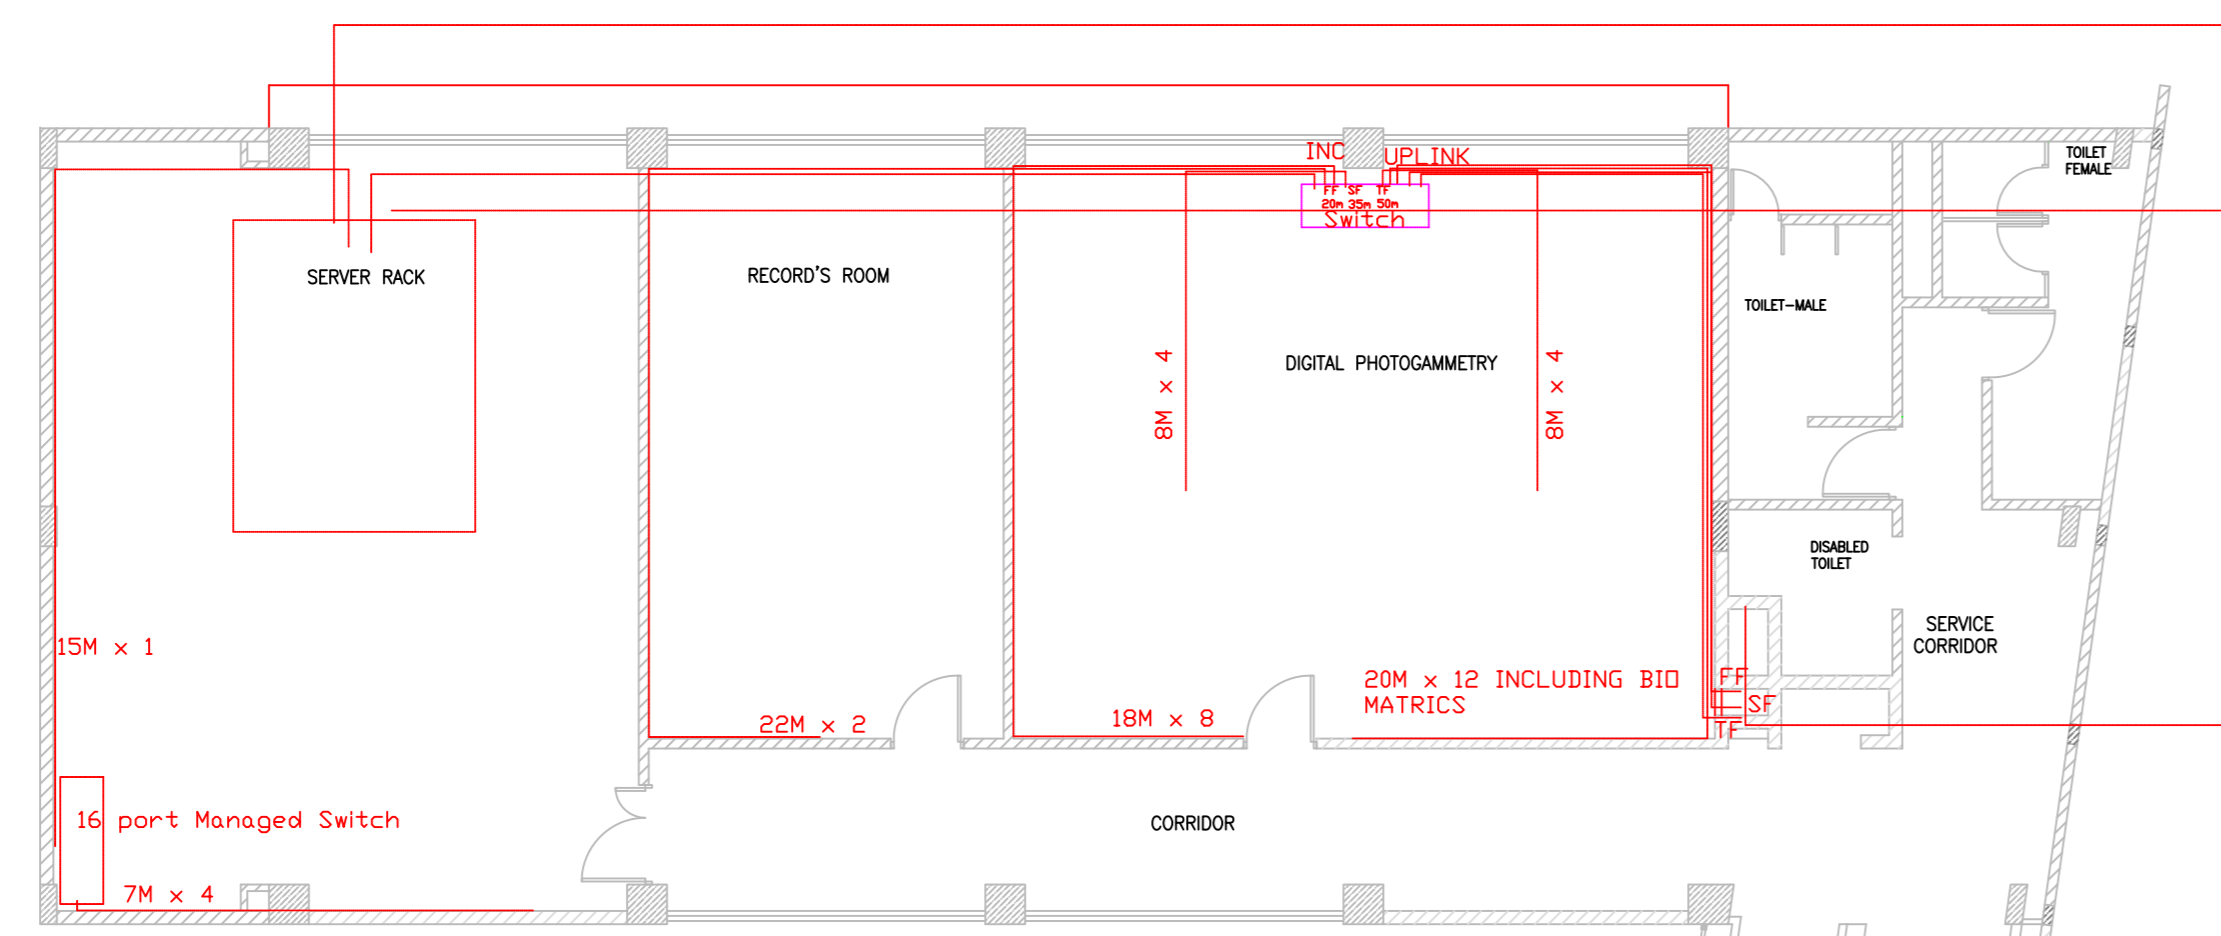 INC
UPLINK
TOILET
FEMALE
FF SF TF
20m 35m 50m
Switch
SERVER RACK
RECORD'S ROOM
TOILET-MALE
DIGITAL PHOTOGAMMETRY
8M x 4
8M x 4
DISABLED
TOILET
SERVICE
CORRIDOR
15M x 1
20M x 12 INCLUDING BIO
MATRICS
FF
SF
TF
22M x 2
18M x 8
16 port Managed Switch
CORRIDOR
7M x 4